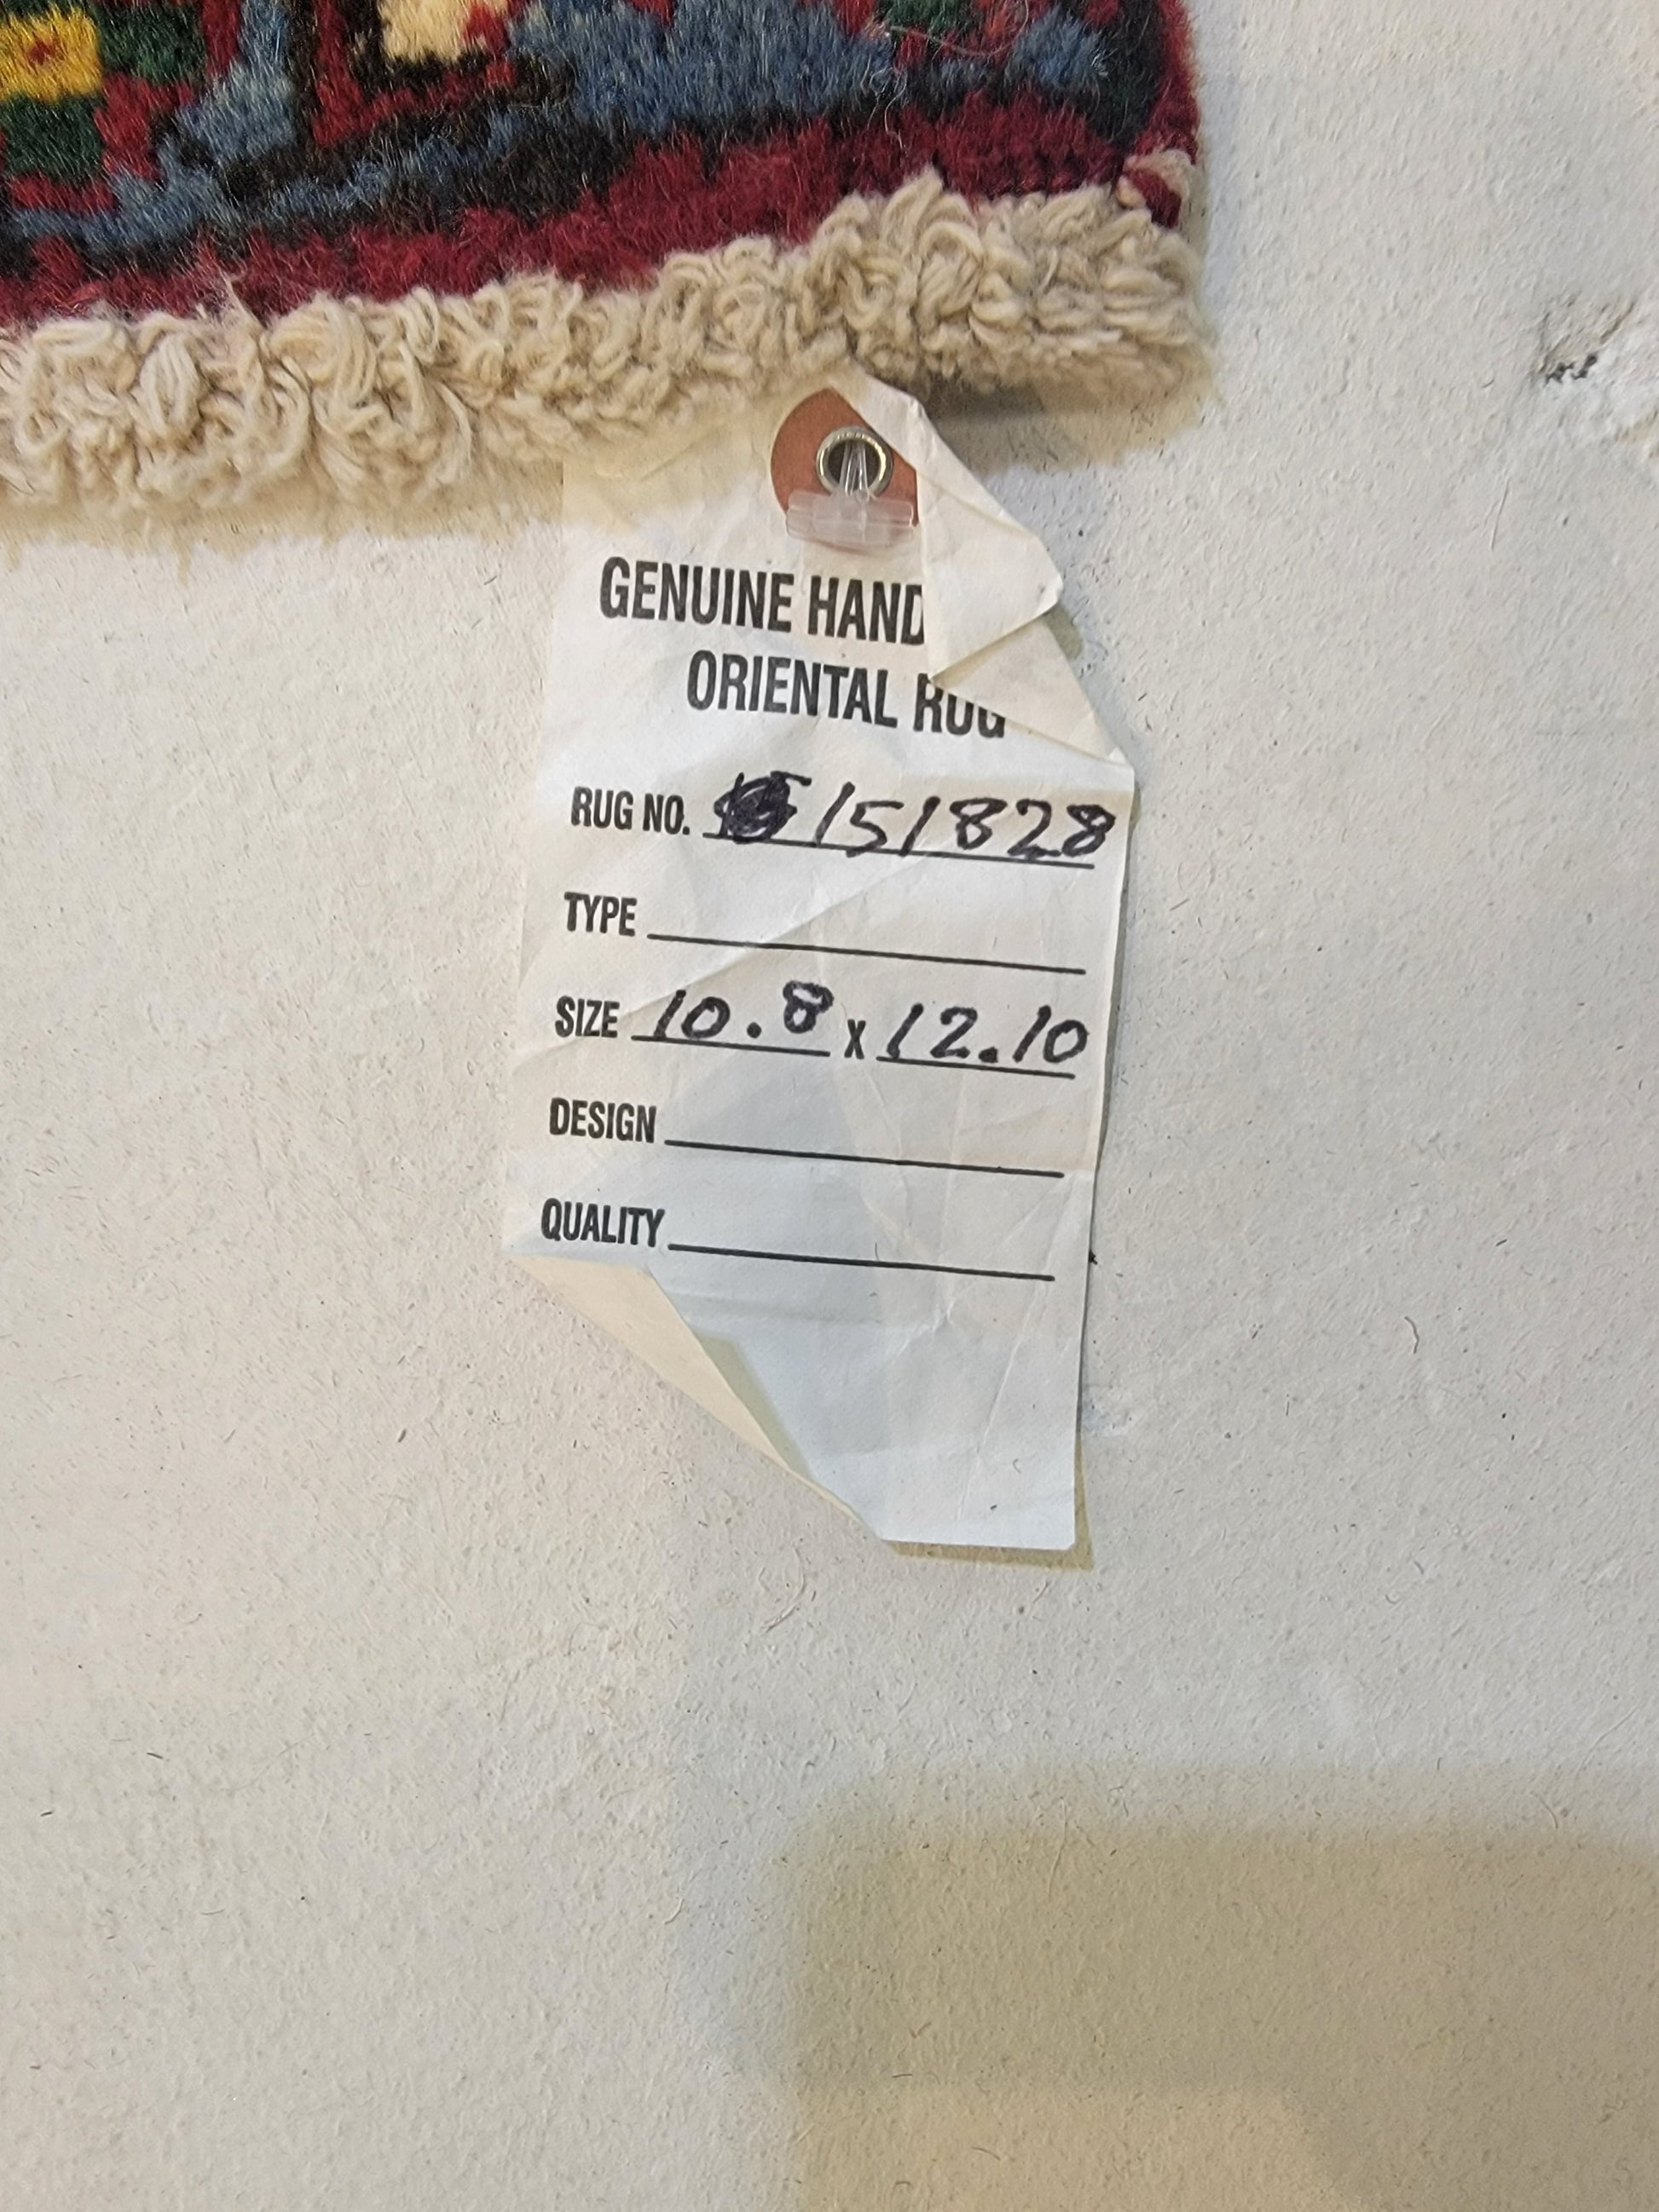 GENUINE HAND
ORIENTAL RUG
RUG NO. 151828
TYPE
SIZE 10.8 x 12.10
DESIGN
QUALITY